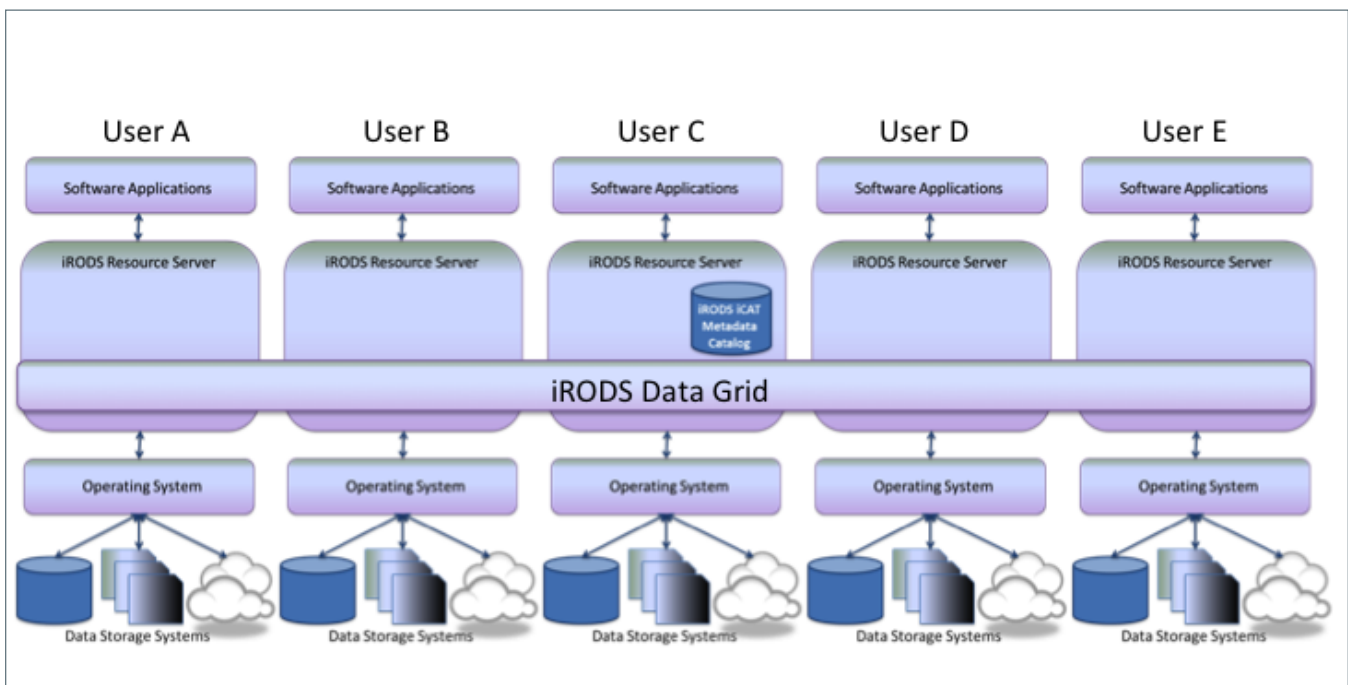 User A
User B
User C
User D
User E
Software Applications
Software Applications
Software Applications
Software Applications
Software Applications
iRODS Resource Server
iRODS Resource Server
iRODS Resource Server
iRODS Resource Server
iRODS Resource Server
iRODS iCAT
Metadata
Catalog
iRODS Data Grid
Operating System
Operating System
Operating System
Operating System
Operating System
Data Storage Systems
Data Storage Systems
Data Storage Systems
Data Storage Systems
Data Storage Systems